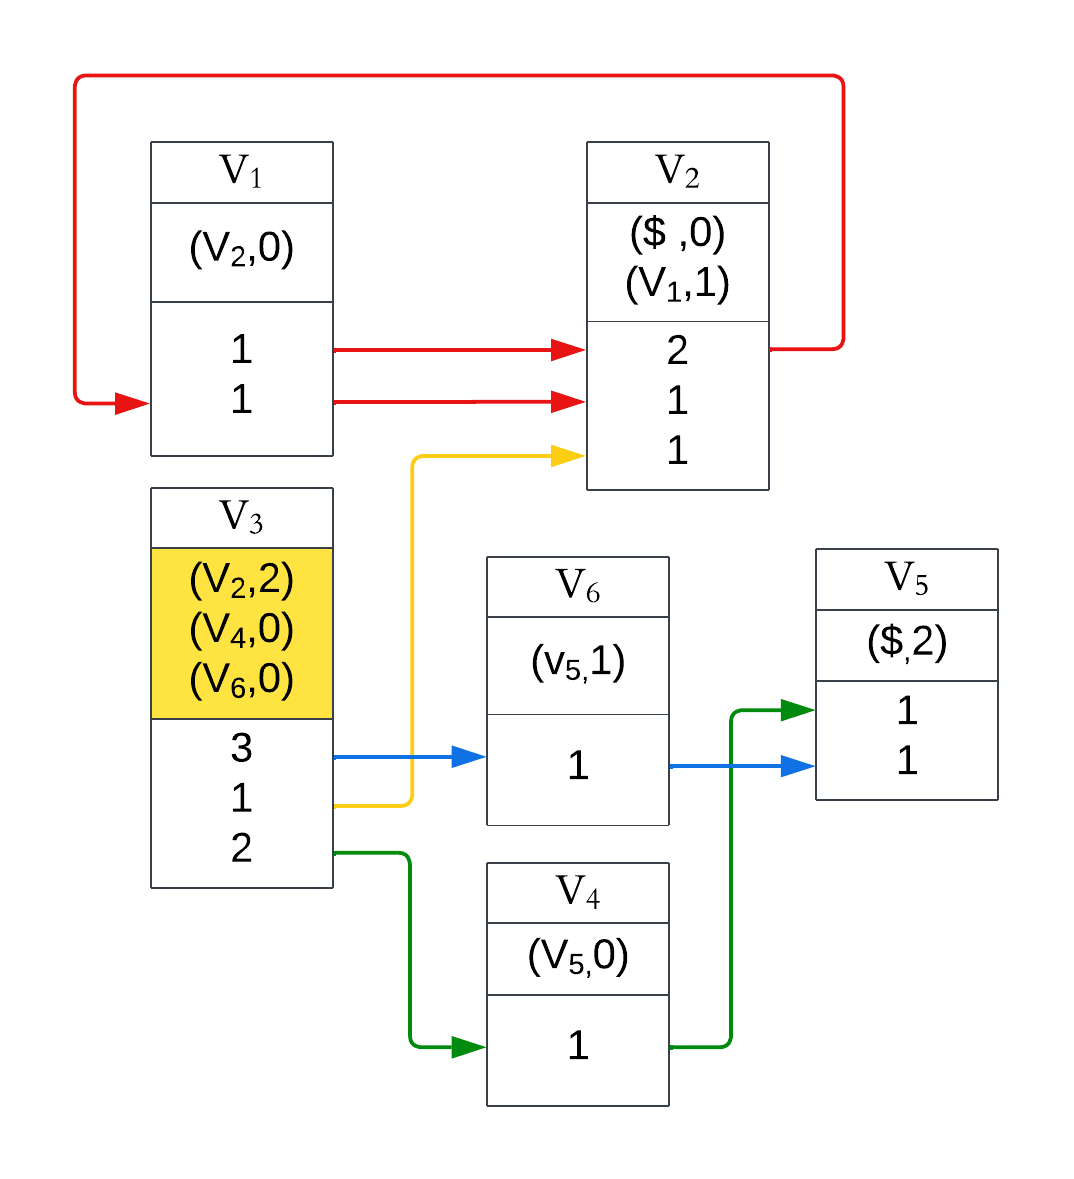 V₁
(V₂,0)
1
1
V₂
($ ,0)
(V₁,1)
2
1
1
V₃
(V₂,2)
(V₄,0)
(V₆,0)
3
1
2
V₆
(v₅,1)
1
V₅
($,2)
1
1
V₄
(V₅,0)
1